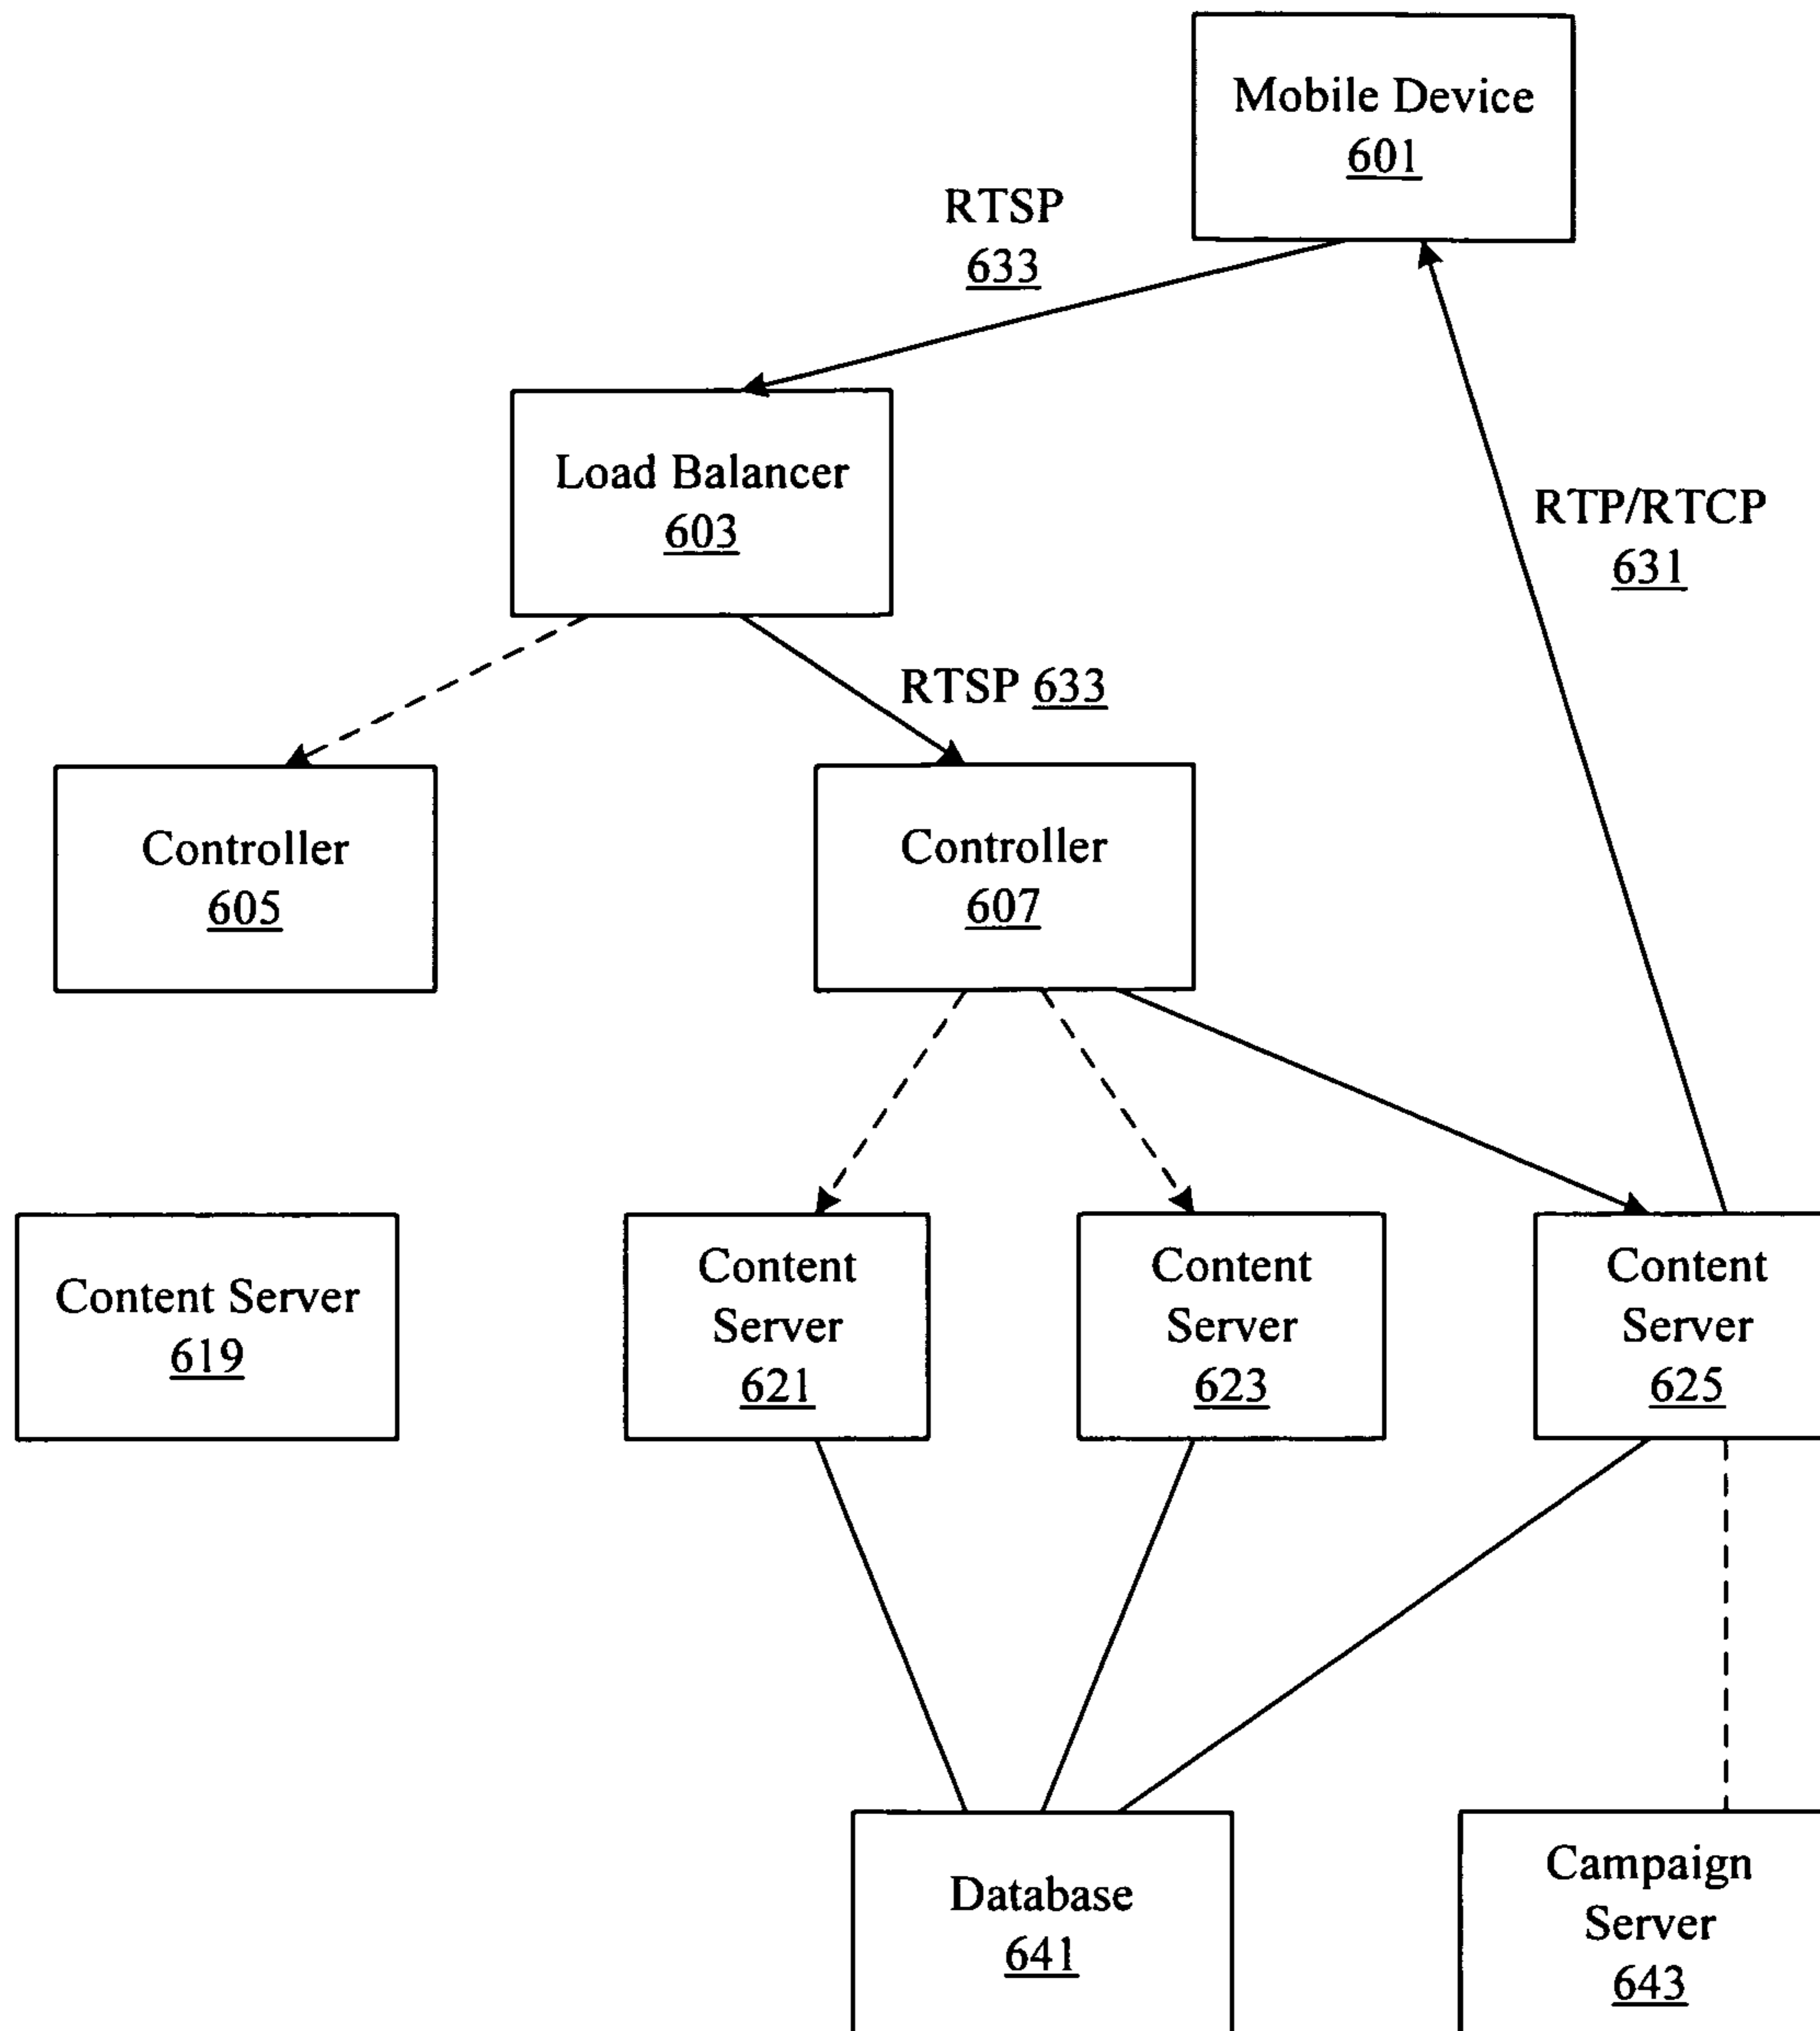 Mobile Device
601
RTSP
633
Load Balancer
603
RTP/RTCP
631
RTSP 633
Controller
605
Controller
607
Content Server
619
Content
Server
621
Content
Server
623
Content
Server
625
Database
641
Campaign
Server
643